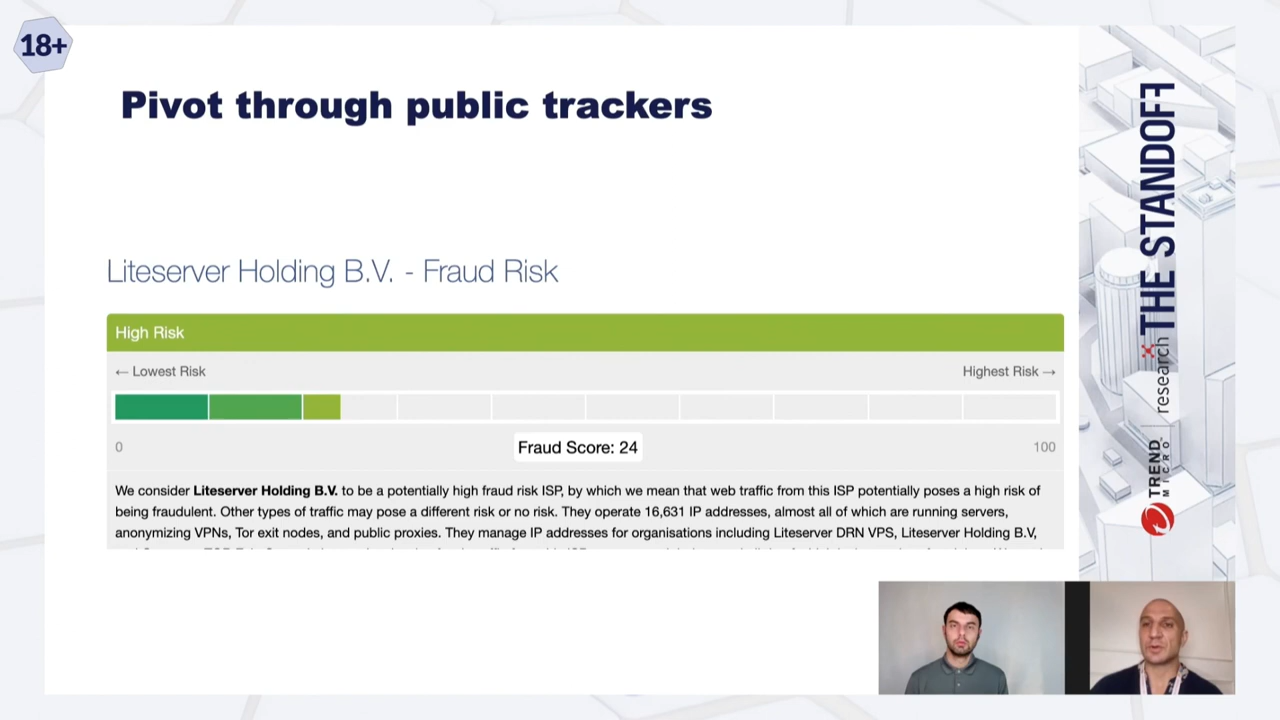 18+
Pivot through public trackers
Liteserver Holding B.V. - Fraud Risk
High Risk
← Lowest Risk
Highest Risk →
0
Fraud Score: 24
100
We consider Liteserver Holding B.V. to be a potentially high fraud risk ISP, by which we mean that web traffic from this ISP potentially poses a high risk of
being fraudulent. Other types of traffic may pose a different risk or no risk. They operate 16,631 IP addresses, almost all of which are running servers,
anonymizing VPNs, Tor exit nodes, and public proxies. They manage IP addresses for organisations including Liteserver DRN VPS, Liteserver Holding B.V,
THE STANDOFF
TREND
MICRO™
research